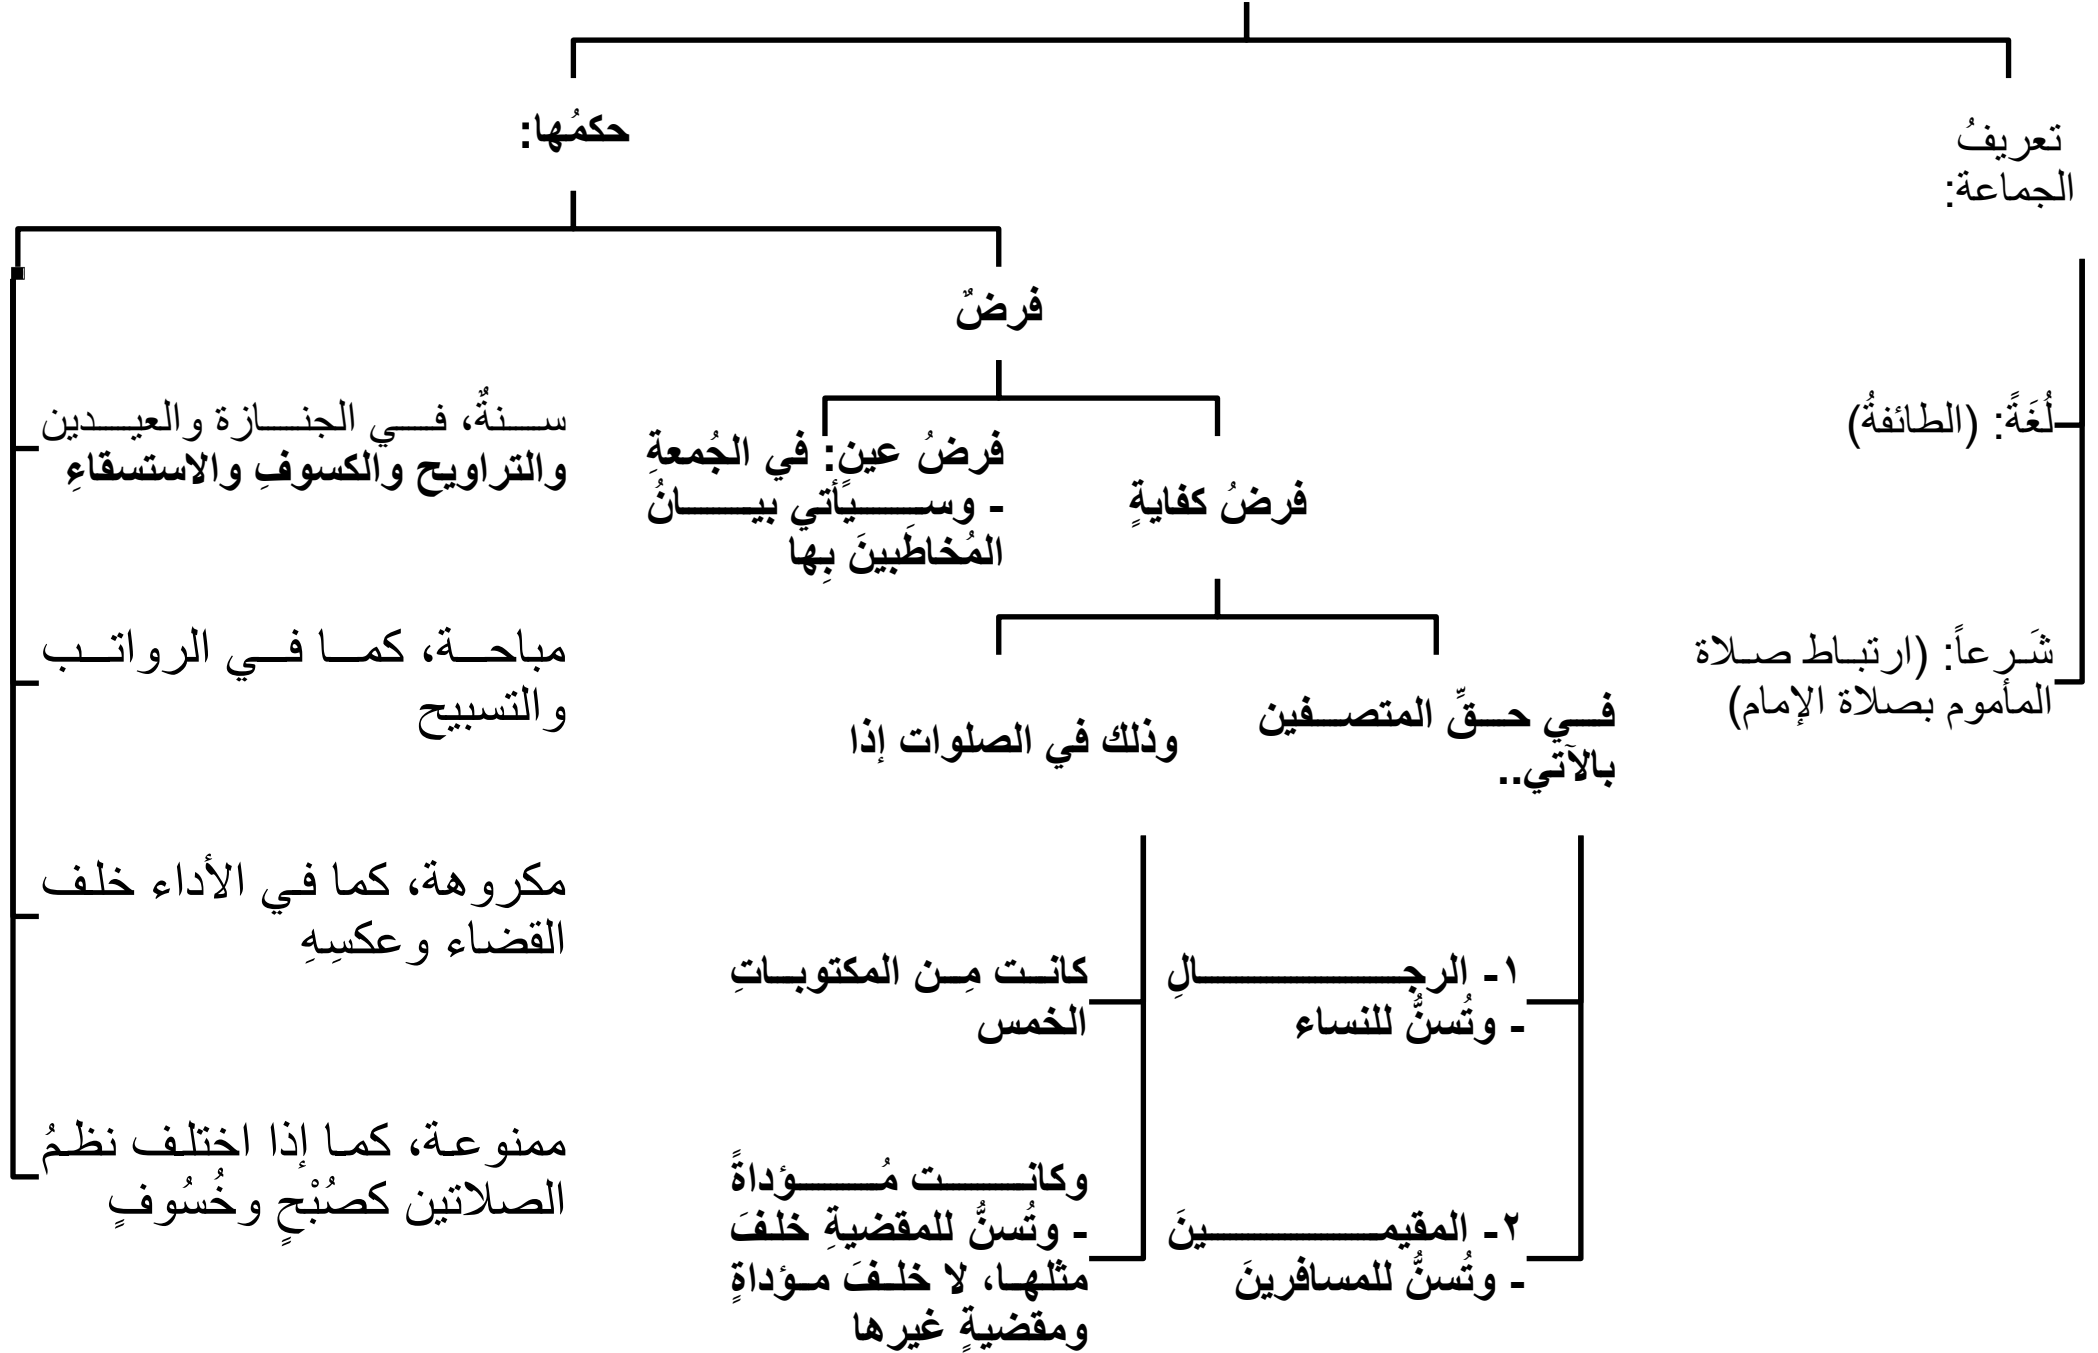 تعريفُ
الجماعة:
لُغَةً: (الطائفةُ)
شَرعاً: (ارتباط صلاة
المأموم بصلاة الإمام)
حكمُها:
فرضٌ
فرضُ كفايةٍ
في حقِّ المتصفين
بالآتي..
١- الرجالِ
- وتُسنُّ للنساء
٢- المقيمينَ
- وتُسنُّ للمسافرينَ
وذلك في الصلوات إذا
كانت مِن المكتوباتِ
الخمس
وكانت مُؤداةً
- وتُسنُّ للمقضيةِ خلفَ
مثلها، لا خلفَ مؤداةٍ
ومقضيةٍ غيرها
فرضُ عينٍ: في الجُمعةِ
- وسيأتي بيانُ
المُخاطَبينَ بِها
سنةٌ، في الجنازة والعيدين
والتراويح والكسوفِ والاستسقاءِ
مباحة، كما في الرواتب
والتسبيح
مكروهة، كما في الأداء خلف
القضاء وعكسِهِ
ممنوعة، كما إذا اختلف نظمُ
الصلاتين كصُبْحٍ وخُسُوفٍ